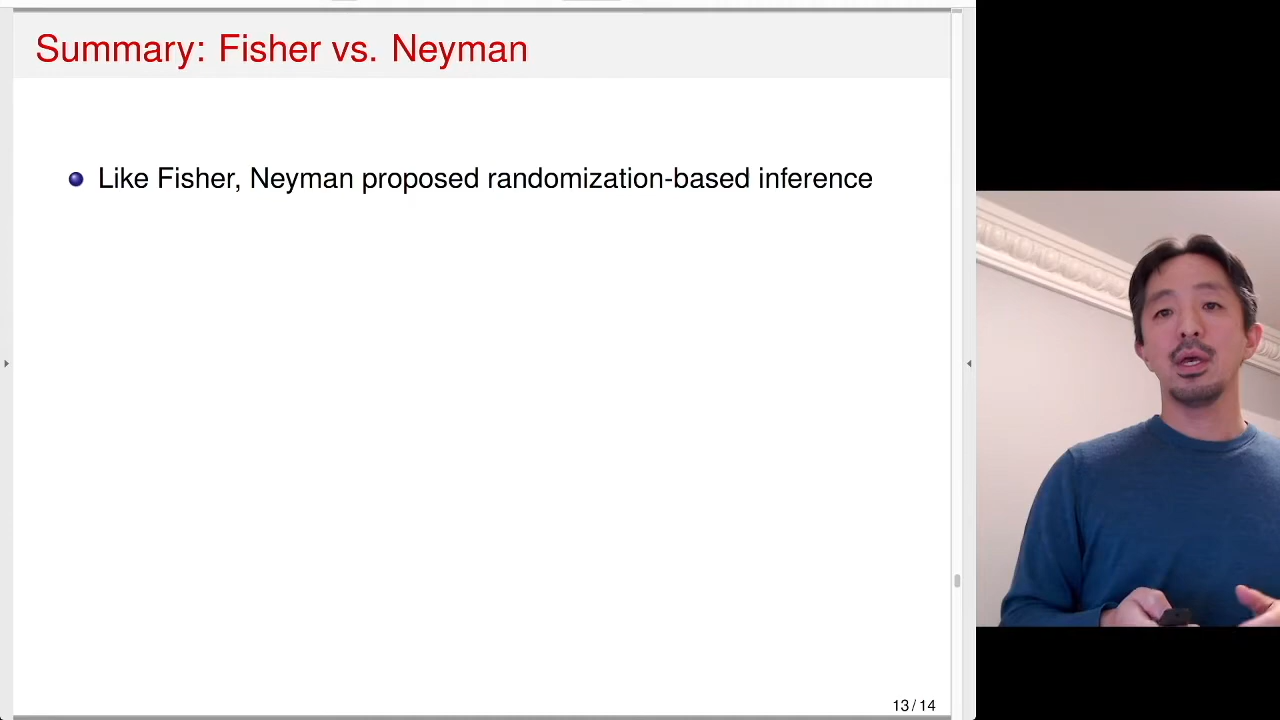 Summary: Fisher vs. Neyman
Like Fisher, Neyman proposed randomization-based inference
13 / 14